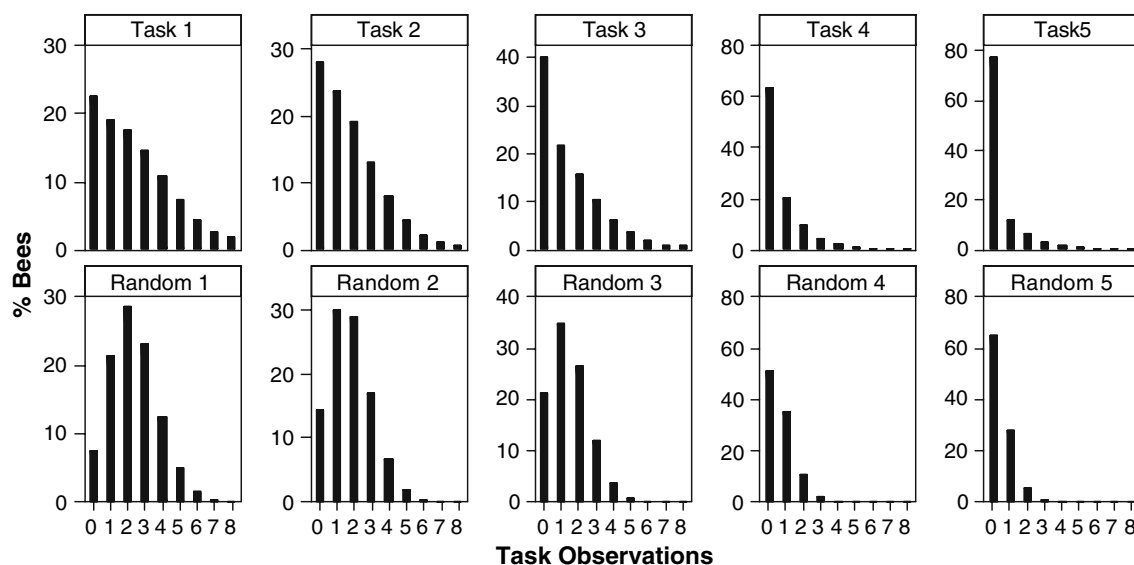 Task 1 Task 2 Task 3 Task 4 Task5
30 30 40 80 80
20 20 30 60 60
10 10 20 40 40
0 0 10 20 20
0 0 0
% Bees
Random 1 Random 2 Random 3 Random 4 Random 5
30 30 40 80 80
20 20 30 60 60
10 10 20 40 40
0 0 10 20 20
0 0 0
0 1 2 3 4 5 6 7 8 0 1 2 3 4 5 6 7 8 0 1 2 3 4 5 6 7 8 0 1 2 3 4 5 6 7 8 0 1 2 3 4 5 6 7 8
Task Observations